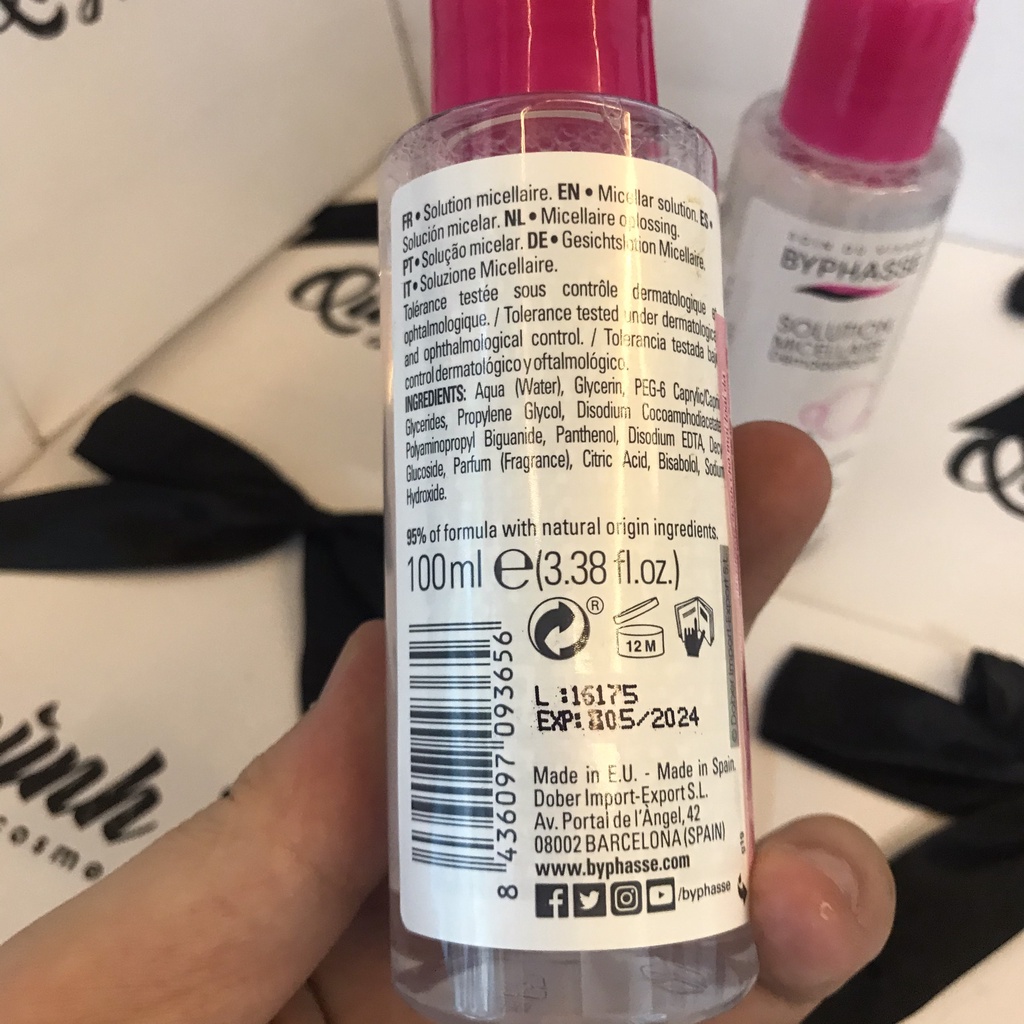 FR • Solution micellaire. EN • Micellar solution. ES •
Solución micelar. NL • Micellaire oplossing.
PT • Solução micelar. DE • Gesichtslotion Micellaire.
IT • Soluzione Micellaire.
Tolérance testée sous contrôle dermatologique et
ophtalmologique. / Tolerance tested under dermatological
and ophthalmological control. / Tolerancia testada bajo
control dermatológico y oftalmológico.
INGREDIENTS: Aqua (Water), Glycerin, PEG-6 Caprylic/Capric
Glycerides, Propylene Glycol, Disodium Cocoamphodiacetate,
Polyaminopropyl Biguanide, Panthenol, Disodium EDTA, Decyl
Glucoside, Parfum (Fragrance), Citric Acid, Bisabolol, Sodium
Hydroxide.
95% of formula with natural origin ingredients.
100ml e (3.38 fl.oz.)
®
12 M
L :16175
EXP: 05/2024
8 436097 093656
Made in E.U. - Made in Spain.
Dober Import-Export S.L.
Av. Portal de l'Àngel, 42
08002 BARCELONA (SPAIN)
www.byphasse.com
/byphasse
BYPHASSE
SOLUTION
MICELLAIRE
inh
cosme